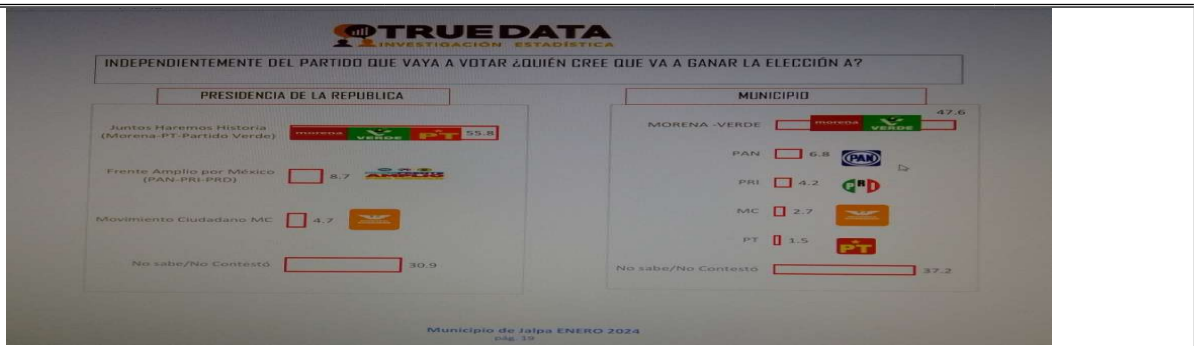 TRUEDATA
INVESTIGACIÓN ESTADÍSTICA
INDEPENDIENTEMENTE DEL PARTIDO QUE VAYA A VOTAR ¿QUIÉN CREE QUE VA A GANAR LA ELECCIÓN A?
PRESIDENCIA DE LA REPUBLICA
Juntos Haremos Historia
(Morena-PT-Partido Verde)
morena VERDE PT 55.8
Frente Amplio por México
(PAN-PRI-PRD)
8.7
Movimiento Ciudadano MC 4.7
No sabe/No Contestó 30.9
MUNICIPIO
MORENA -VERDE morena VERDE 47.6
PAN 6.8 PAN
PRI 4.2
MC 2.7
PT 1.5 PT
No sabe/No Contestó 37.2
Municipio de Jalpa ENERO 2024
pág. 19